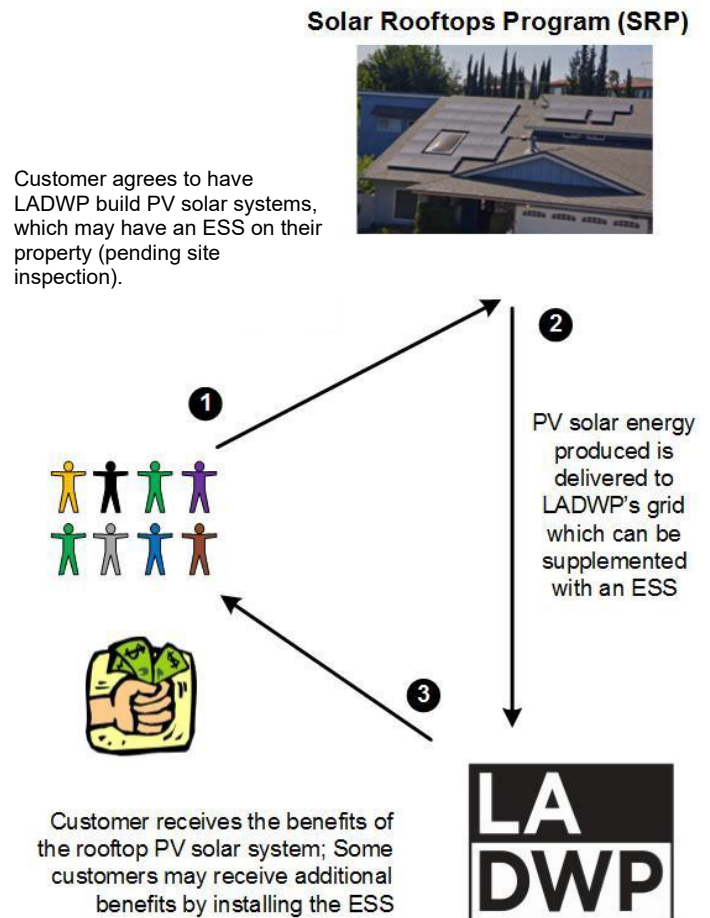 Solar Rooftops Program (SRP)
Customer agrees to have
LADWP build PV solar systems,
which may have an ESS on their
property (pending site
inspection).
1
2
PV solar energy
produced is
delivered to
LADWP's grid
which can be
supplemented
with an ESS
3
Customer receives the benefits of
the rooftop PV solar system; Some
customers may receive additional
benefits by installing the ESS
LA
DWP